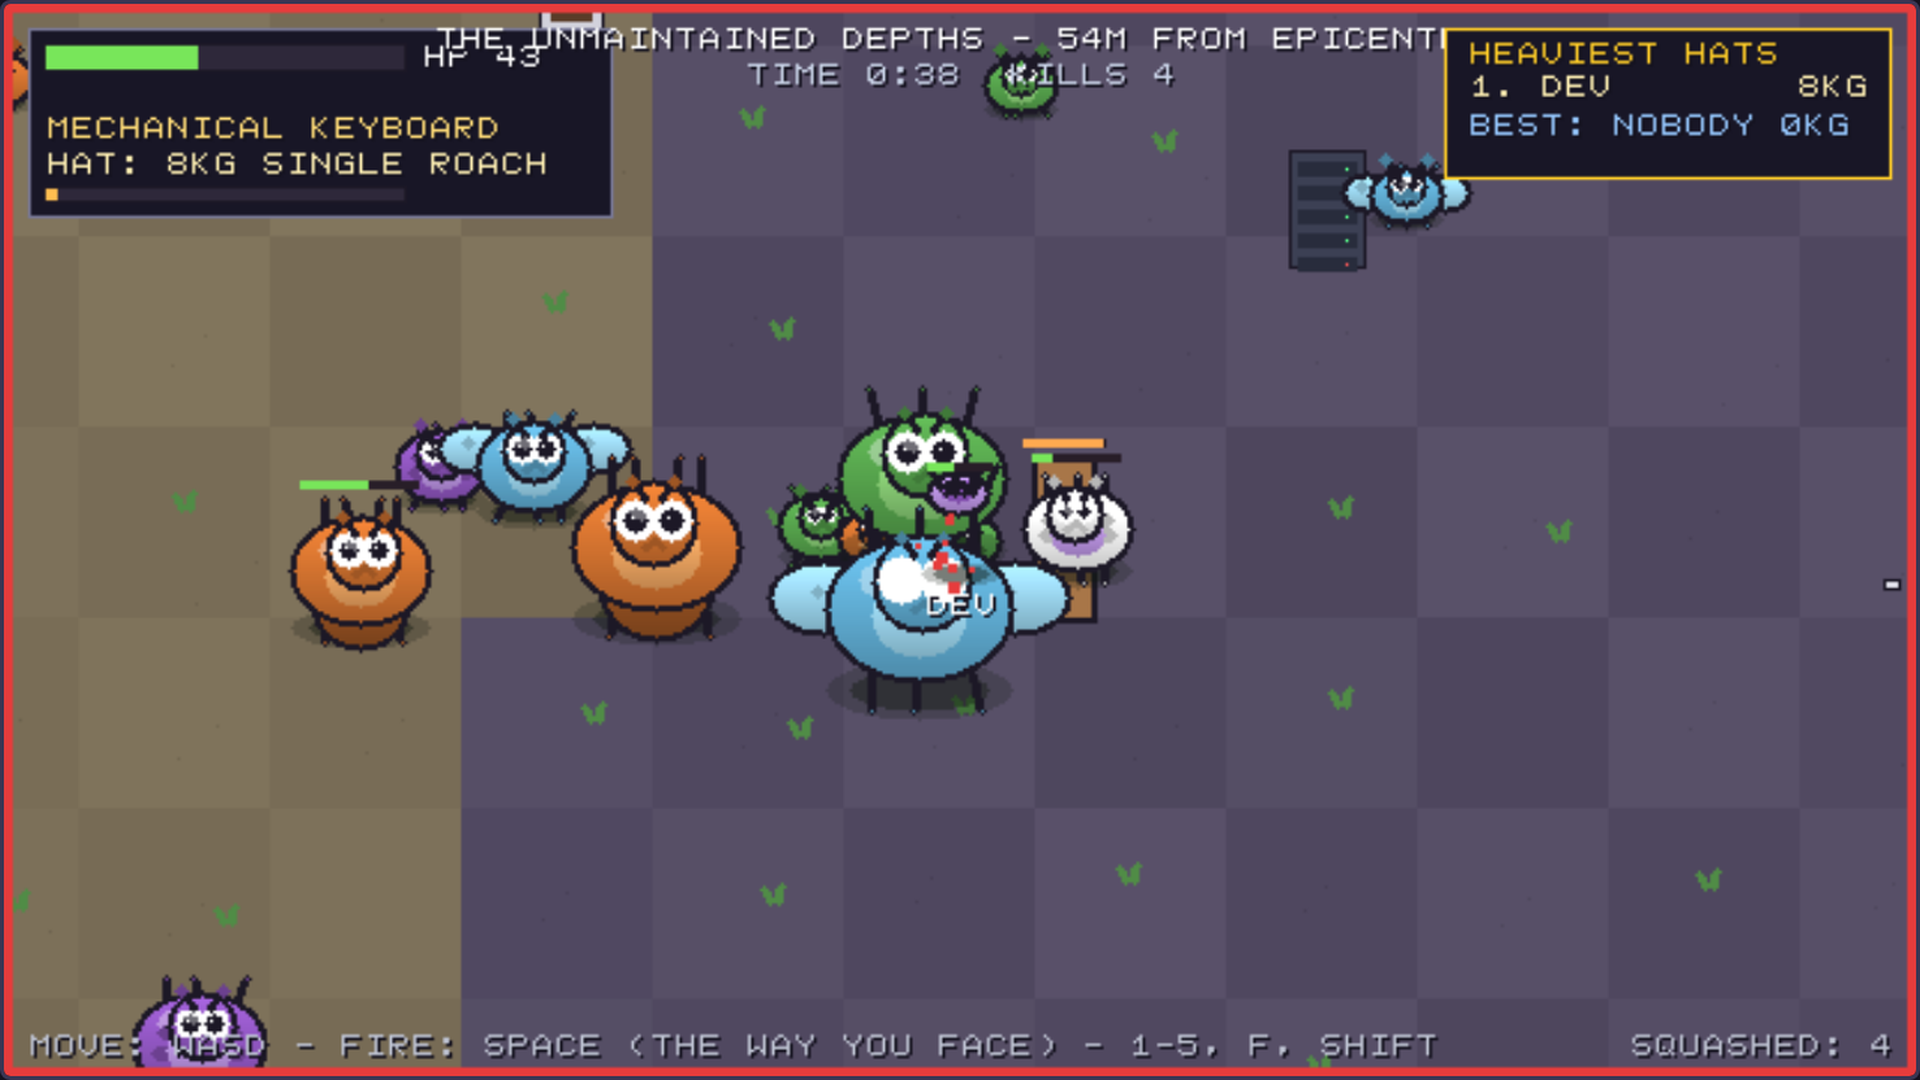 THE UNMAINTAINED DEPTHS - 54M FROM EPICENT
HP 43
TIME 0:38 KILLS 4
MECHANICAL KEYBOARD
HAT: 8KG SINGLE ROACH
HEAVIEST HATS
1. DEV 8KG
BEST: NOBODY 0KG
DEV
MOVE: WASD - FIRE: SPACE (THE WAY YOU FACE) - 1-5, F, SHIFT
SQUASHED: 4